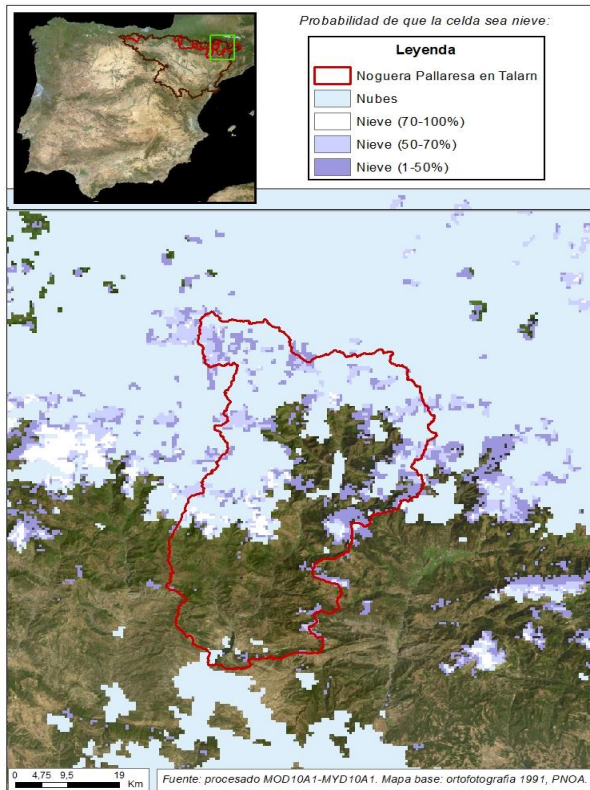 Probabilidad de que la celda sea nieve:
Leyenda
Noguera Pallaresa en Talarn
Nubes
Nieve (70-100%)
Nieve (50-70%)
Nieve (1-50%)
0 4,75 9,5 19
Km
Fuente: procesado MOD10A1-MYD10A1. Mapa base: ortofotografía 1991, PNOA.